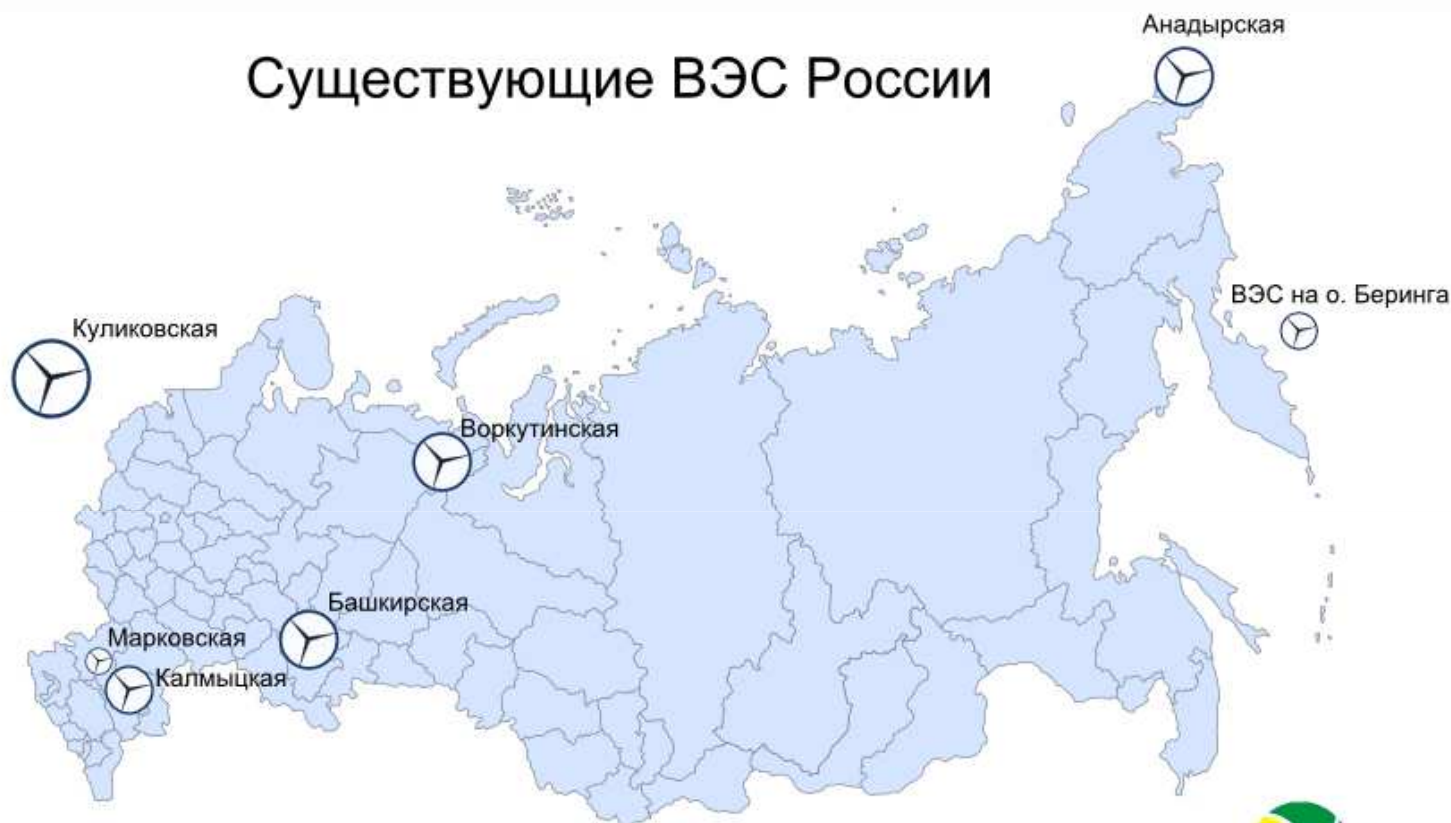 Анадырская
Существующие ВЭС России
ВЭС на о. Беринга
Куликовская
Воркутинская
Башкирская
Марковская
Калмыцкая